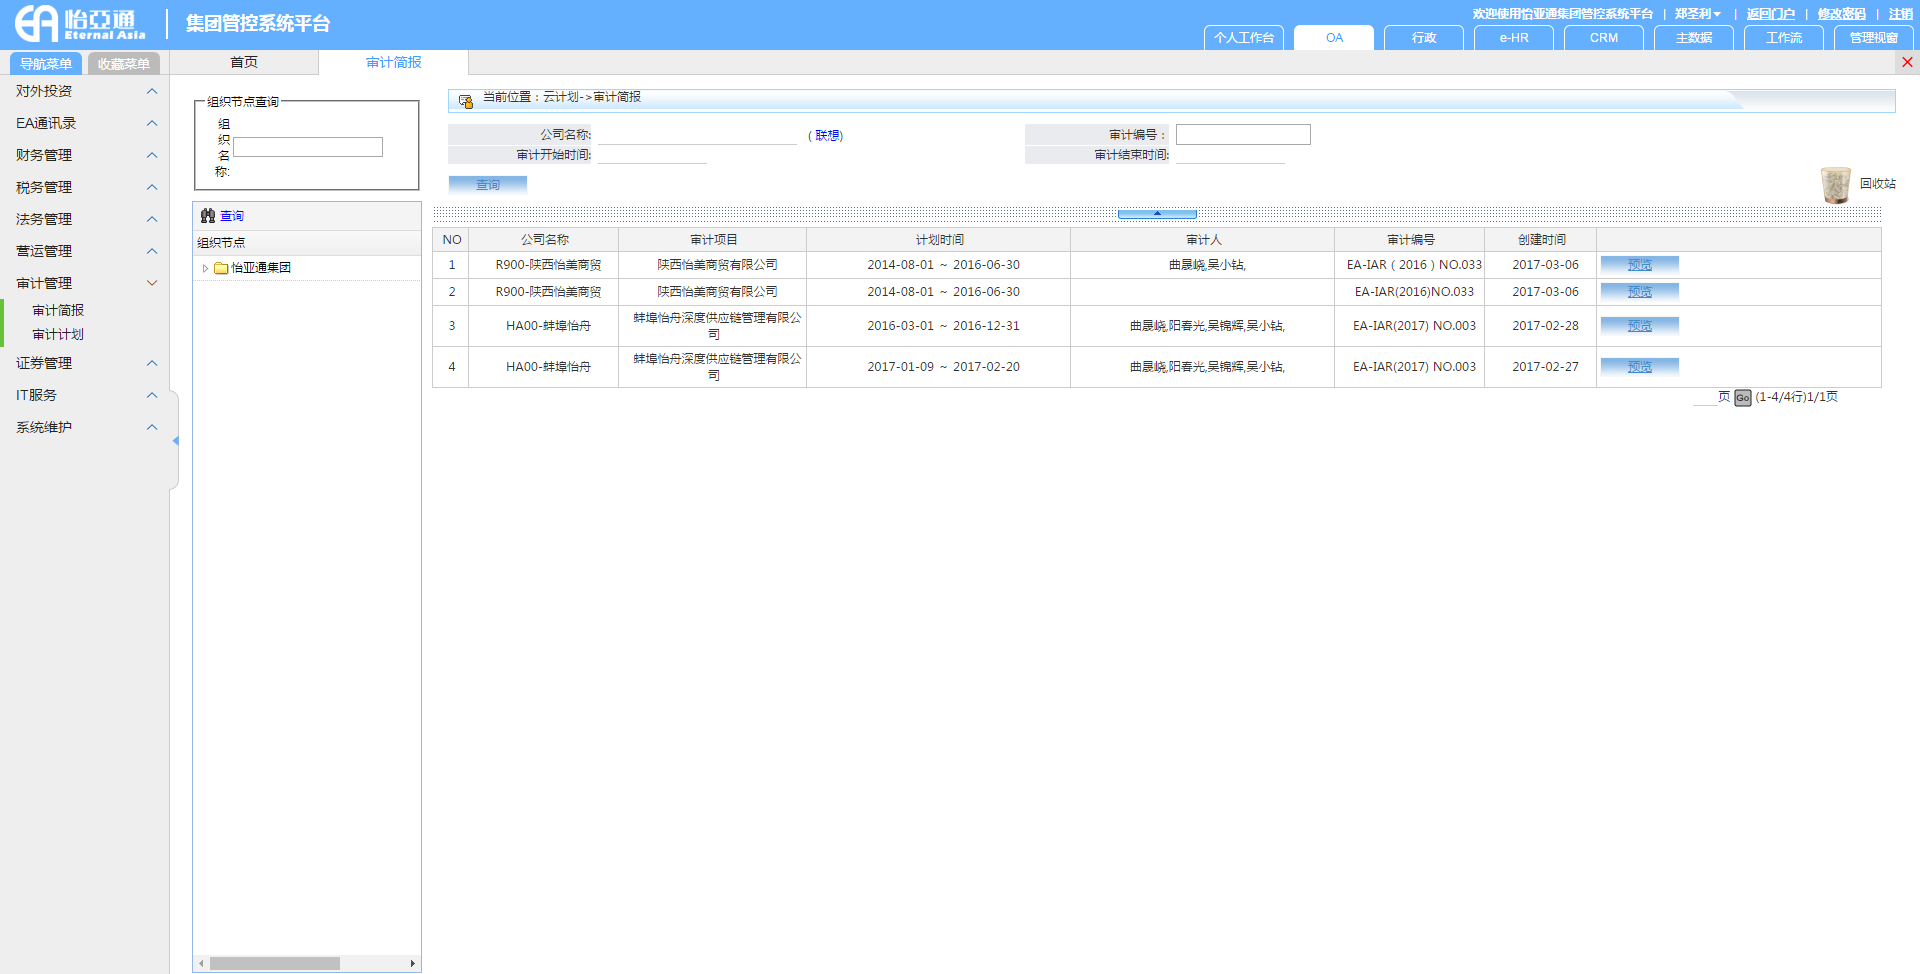 怡亞通
Eternal Asia
集团管控系统平台
欢迎使用怡亚通集团管控系统平台 | 郑圣利 | 返回门户 | 修改密码 | 注销
个人工作台 OA 行政 e-HR CRM 主数据 工作流 管理视窗
导航菜单 收藏菜单 首页 审计简报
对外投资
EA通讯录
财务管理
税务管理
法务管理
营运管理
审计管理
审计简报
审计计划
证券管理
IT服务
系统维护
组织节点查询
组织名称:
查询
组织节点
怡亚通集团
当前位置：云计划->审计简报
公司名称: ( 联想) 审计编号：
审计开始时间: 审计结束时间:
查询
回收站
NO 公司名称 审计项目 计划时间 审计人 审计编号 创建时间
1 R900-陕西怡美商贸 陕西怡美商贸有限公司 2014-08-01 ~ 2016-06-30 曲晟峣,吴小钻, EA-IAR（2016）NO.033 2017-03-06 预览
2 R900-陕西怡美商贸 陕西怡美商贸有限公司 2014-08-01 ~ 2016-06-30 EA-IAR(2016)NO.033 2017-03-06 预览
3 HA00-蚌埠怡舟 蚌埠怡舟深度供应链管理有限公司 2016-03-01 ~ 2016-12-31 曲晟峣,阳春光,吴锦辉,吴小钻, EA-IAR(2017) NO.003 2017-02-28 预览
4 HA00-蚌埠怡舟 蚌埠怡舟深度供应链管理有限公司 2017-01-09 ~ 2017-02-20 曲晟峣,阳春光,吴锦辉,吴小钻, EA-IAR(2017) NO.003 2017-02-27 预览
页 Go (1-4/4行)1/1页